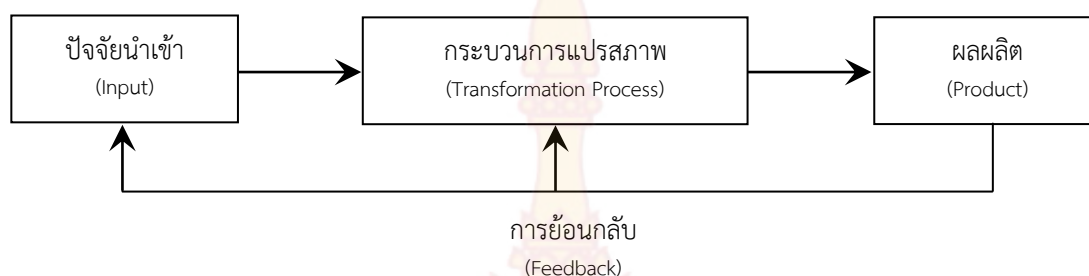 ปัจจัยนำเข้า
(Input)
กระบวนการแปรสภาพ
(Transformation Process)
ผลผลิต
(Product)
การย้อนกลับ
(Feedback)